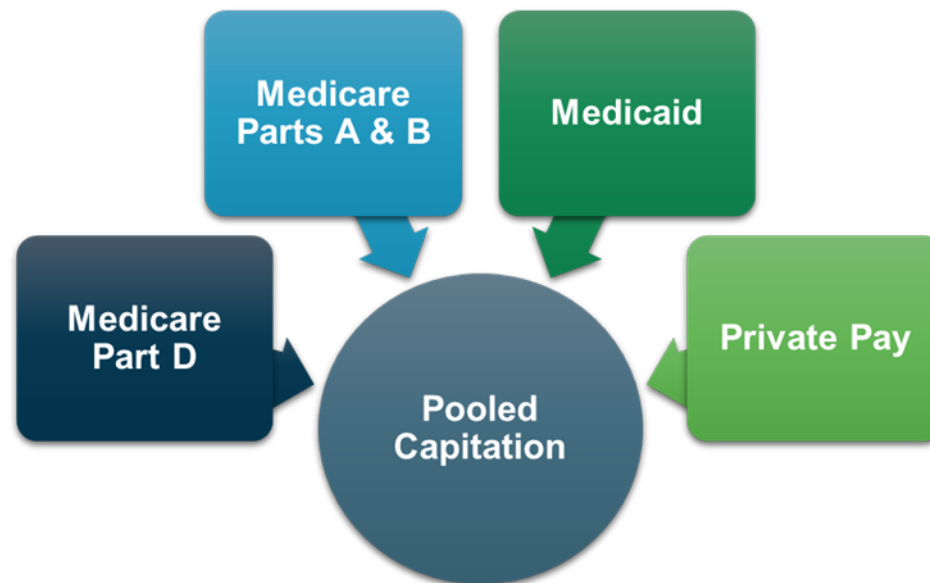 Medicare
Parts A & B
Medicaid
Medicare
Part D
Private Pay
Pooled
Capitation